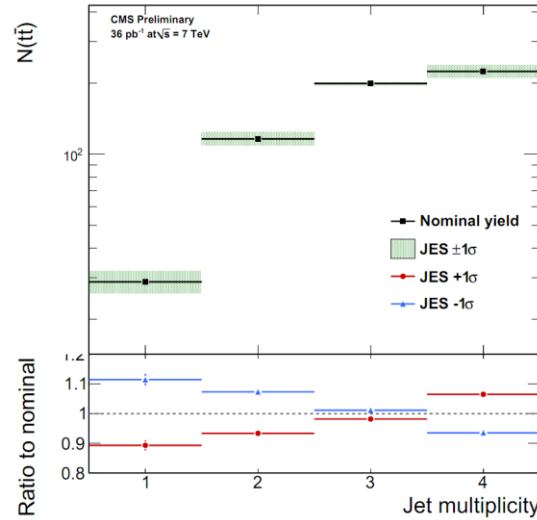 CMS Preliminary
36 pb⁻¹ at√s = 7 TeV
N(tt̄)
10²
Nominal yield
JES ±1σ
JES +1σ
JES -1σ
Ratio to nominal
1.2
1.1
1
0.9
0.8
1 2 3 4
Jet multiplicity